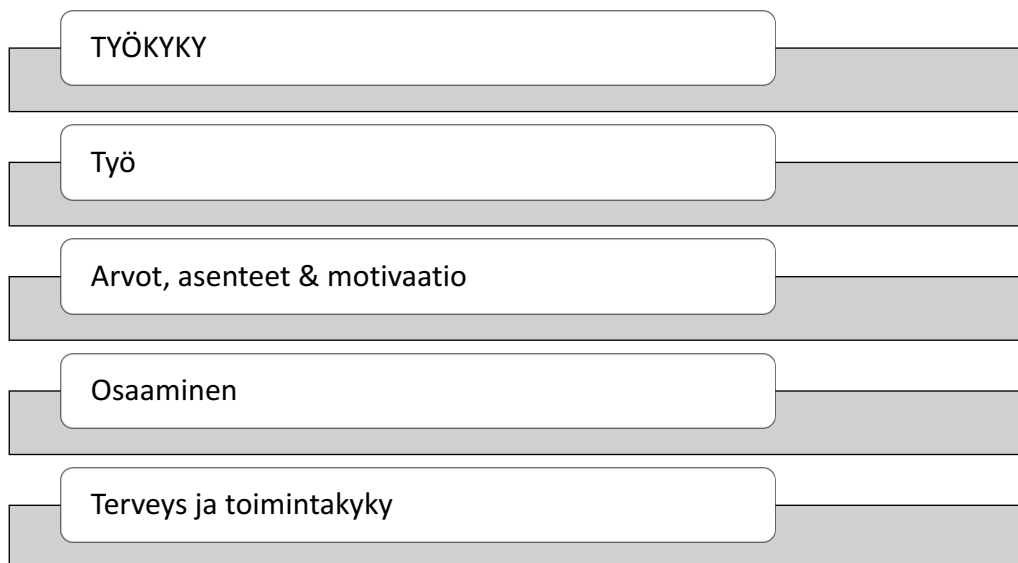 TYÖKYKY
Työ
Arvot, asenteet & motivaatio
Osaaminen
Terveys ja toimintakyky